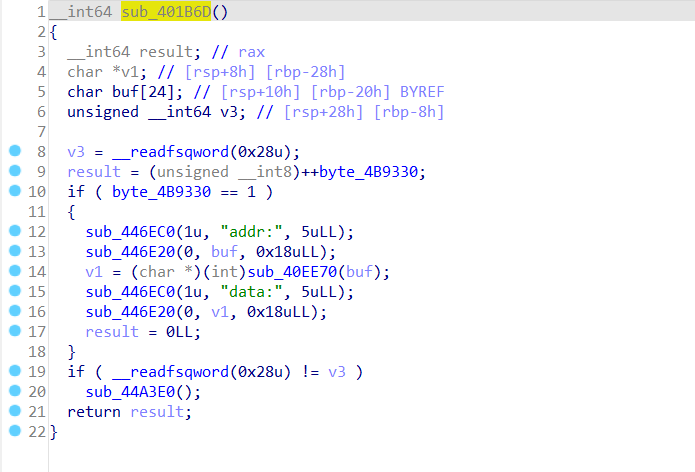 1 __int64 sub_401B6D()
2 {
3 __int64 result; // rax
4 char *v1; // [rsp+8h] [rbp-28h]
5 char buf[24]; // [rsp+10h] [rbp-20h] BYREF
6 unsigned __int64 v3; // [rsp+28h] [rbp-8h]
7
8 v3 = __readfsqword(0x28u);
9 result = (unsigned __int8)++byte_4B9330;
10 if ( byte_4B9330 == 1 )
11 {
12 sub_446EC0(1u, "addr:", 5uLL);
13 sub_446E20(0, buf, 0x18uLL);
14 v1 = (char *)(int)sub_40EE70(buf);
15 sub_446EC0(1u, "data:", 5uLL);
16 sub_446E20(0, v1, 0x18uLL);
17 result = 0LL;
18 }
19 if ( __readfsqword(0x28u) != v3 )
20 sub_44A3E0();
21 return result;
22 }